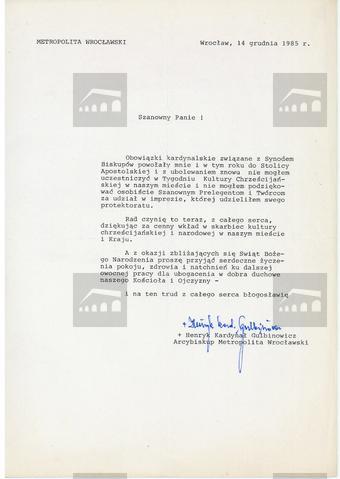 METROPOLITA WROCŁAWSKI
Wrocław, 14 grudnia 1985 r.
Szanowny Panie !
Obowiązki kardynalskie związane z Synodem
Biskupów powołały mnie i w tym roku do Stolicy
Apostolskiej i z ubolewaniem znowu nie mogłem
uczestniczyć w Tygodniu Kultury Chrześcijań-
skiej w naszym mieście i nie mogłem podzięko-
wać osobiście Szanownym Prelegentom i Twórcom
za udział w imprezie, której udzieliłem swego
protektoratu.
Rad czynię to teraz, z całego serca,
dziękując za cenny wkład w skarbiec kultury
chrześcijańskiej i narodowej w naszym mieście
i Kraju.
A z okazji zbliżających się Świąt Boże-
go Narodzenia proszę przyjąć serdeczne życze-
nia pokoju, zdrowia i natchnień ku dalszej
owocnej pracy dla ubogacenia w dobra duchowe
naszego Kościoła i Ojczyzny -
i na ten trud z całego serca błogosławię
+ Henryk kard. Gulbinowicz
+ Henryk Kardynał Gulbinowicz
Arcybiskup Metropolita Wrocławski